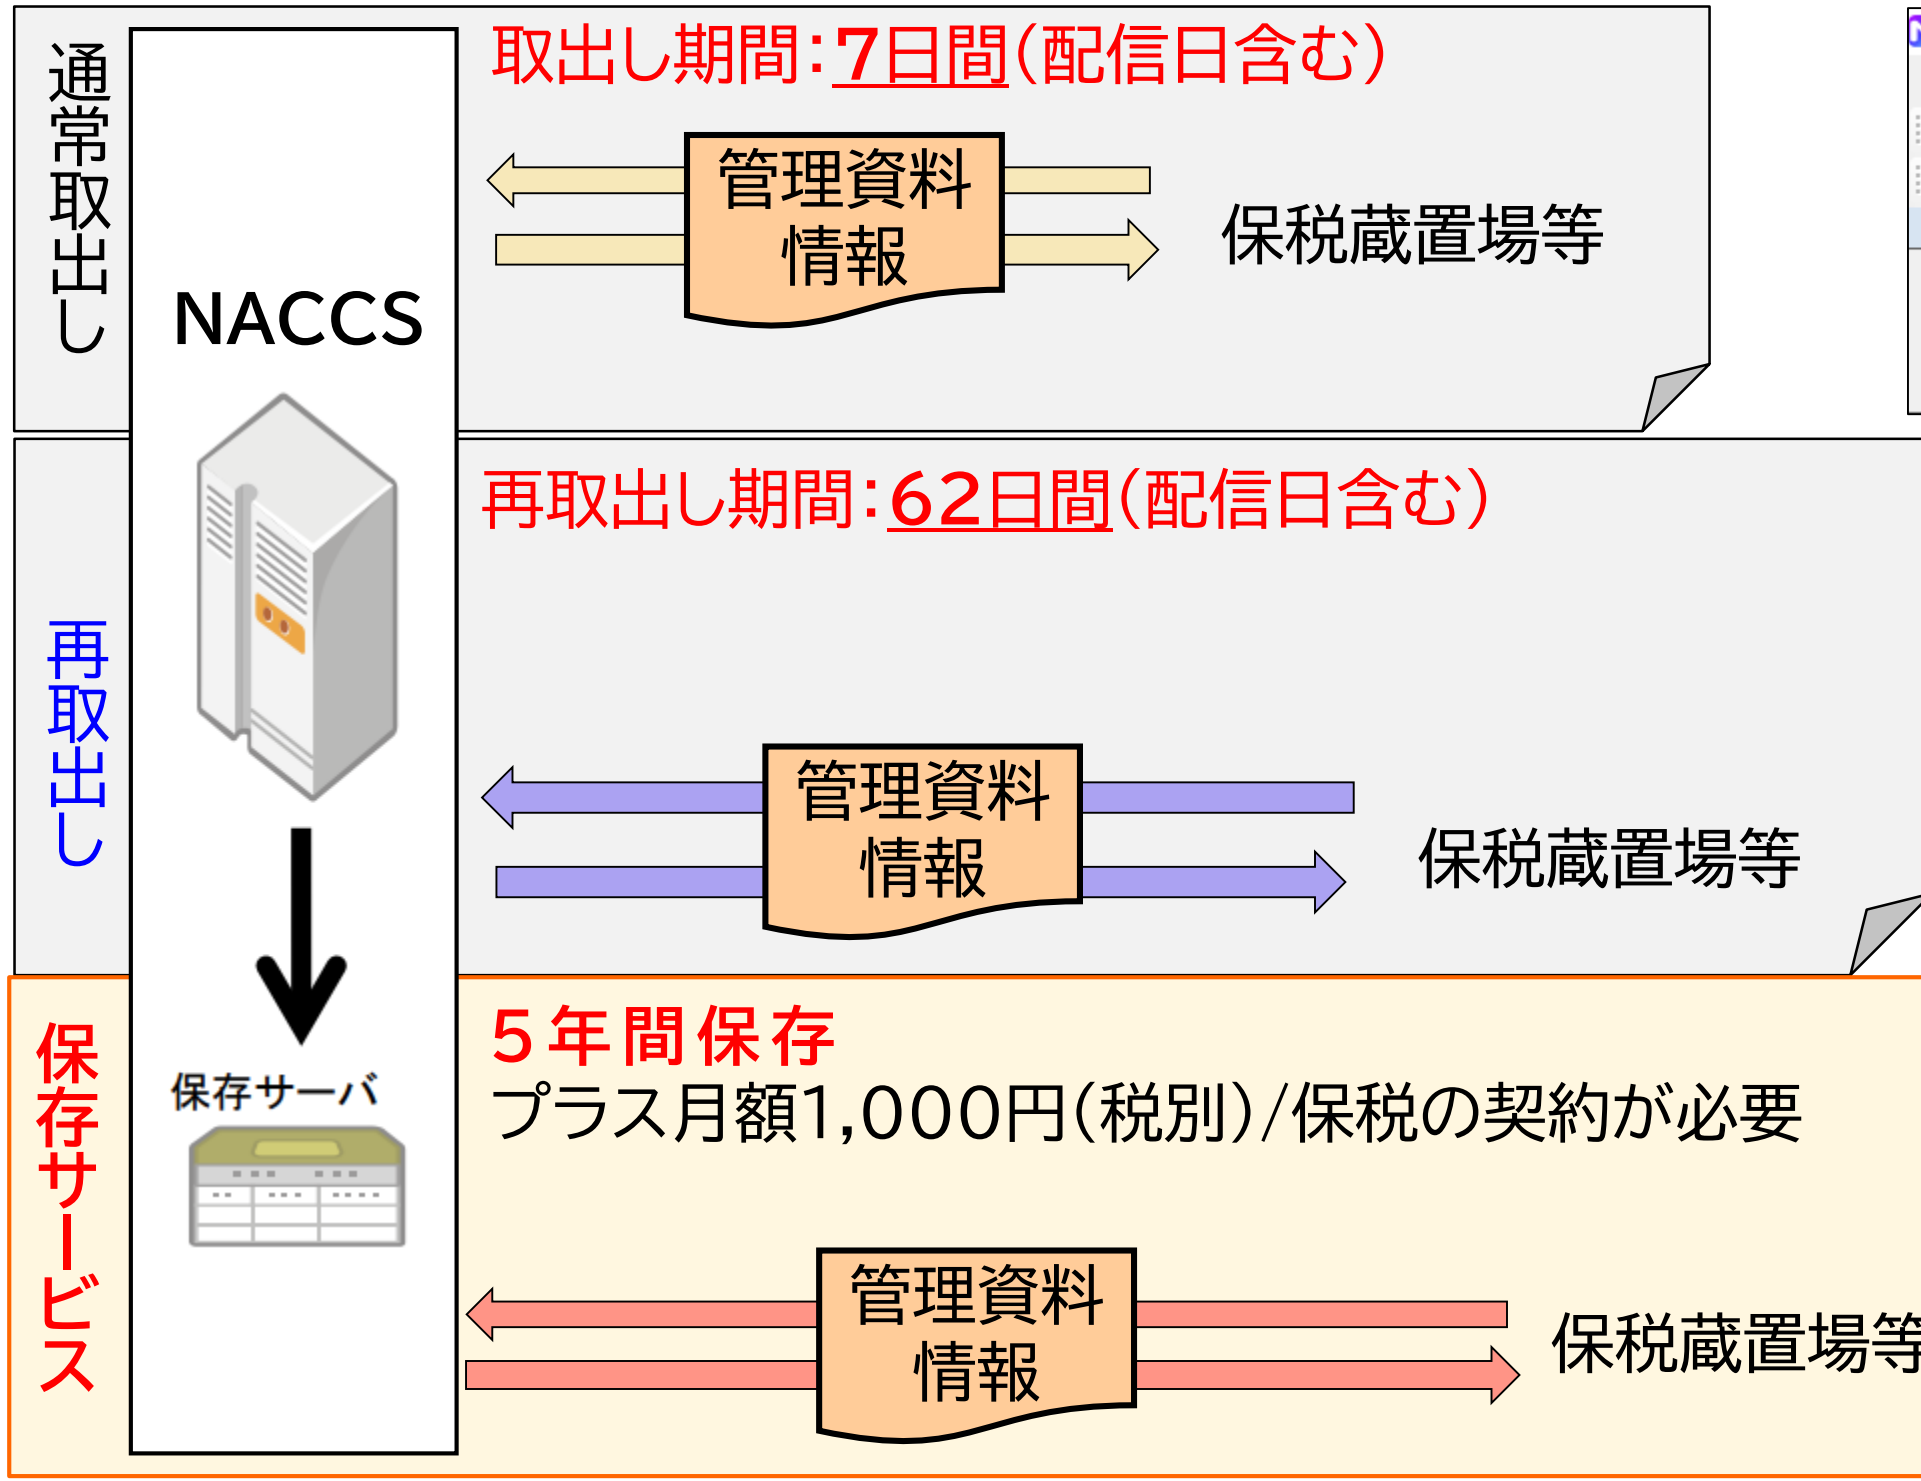 通常取出し
取出し期間：7日間（配信日含む）
管理資料
情報
保税蔵置場等
NACCS
再取出し
再取出し期間：62日間（配信日含む）
管理資料
情報
保税蔵置場等
保存サービス
保存サーバ
５年間保存
プラス月額1,000円（税別）/保税の契約が必要
管理資料
情報
保税蔵置場等